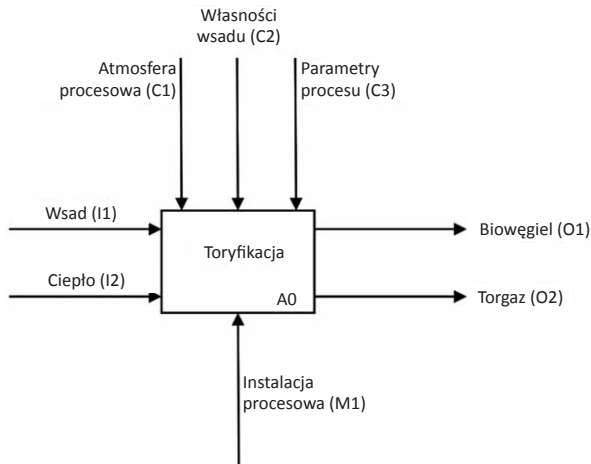 Własności
wsadu (C2)
Atmosfera
procesowa (C1)
Parametry
procesu (C3)
Wsad (I1)
Ciepło (I2)
Toryfikacja
A0
Biowęgiel (O1)
Torgaz (O2)
Instalacja
procesowa (M1)